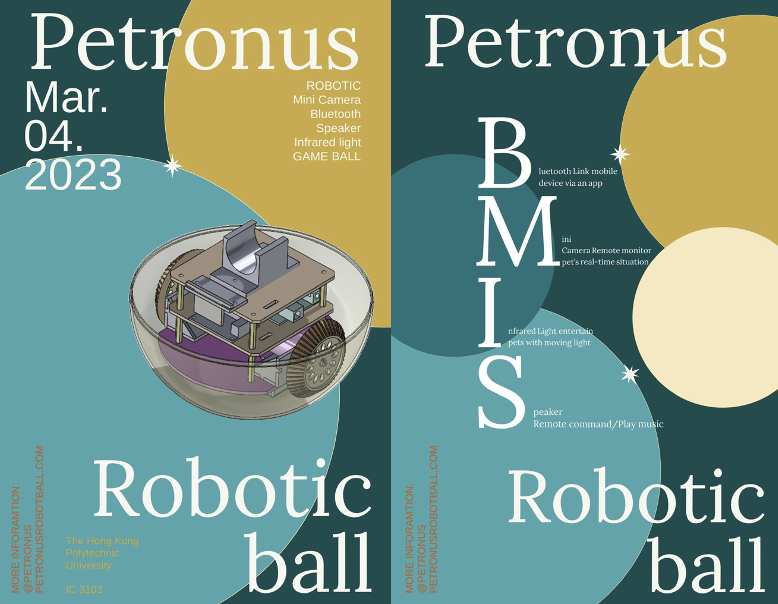 Petronus
Mar.
04.
2023
ROBOTIC
Mini Camera
Bluetooth
Speaker
Infrared light
GAME BALL
Robotic
ball
MORE INFORAMTION:
@PETRONUS
PETRONUSROBOTBALL.COM
The Hong Kong
Polytechnic
University
IC 3103
Petronus
B
luetooth Link mobile
device via an app
M
ini
Camera Remote monitor
pet's real-time situation
I
nfrared Light entertain
pets with moving light
S
peaker
Remote command/Play music
Robotic
ball
MORE INFORAMTION:
@PETRONUS
PETRONUSROBOTBALL.COM